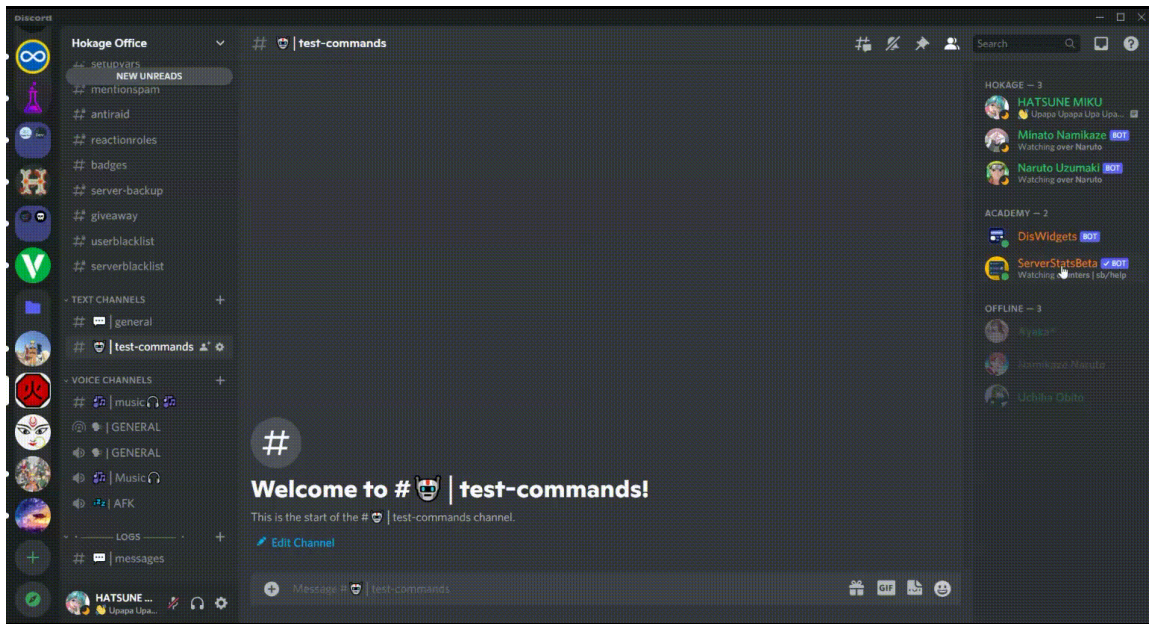 Discord
Hokage Office
setupvars
NEW UNREADS
mentionspam
antiraid
reactionroles
badges
server-backup
giveaway
userblacklist
serverblacklist
TEXT CHANNELS
| general
| test-commands
VOICE CHANNELS
| music
| GENERAL
| GENERAL
| Music
| AFK
LOGS
| messages
HATSUNE ...
Upapa Upa...
# | test-commands
Welcome to # | test-commands!
This is the start of the # | test-commands channel.
Edit Channel
Message # | test-commands
GIF
Search
HOKAGE — 3
HATSUNE MIKU
Upapa Upapa Upa Upa...
Minato Namikaze BOT
Watching over Naruto
Naruto Uzumaki BOT
Watching over Naruto
ACADEMY — 2
DisWidgets BOT
ServerStatsBeta ✓ BOT
Watching | sb/help
OFFLINE — 3
Namikaze Naruto
Uchiha Obito